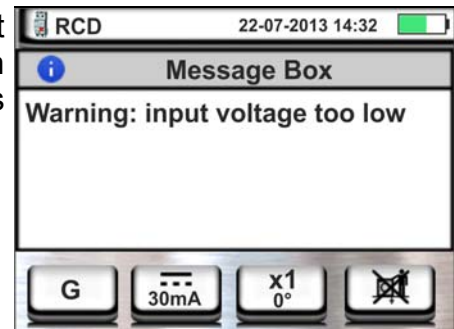 RCD 22-07-2013 14:32
Message Box
Warning: input voltage too low
G 30mA x1 0°